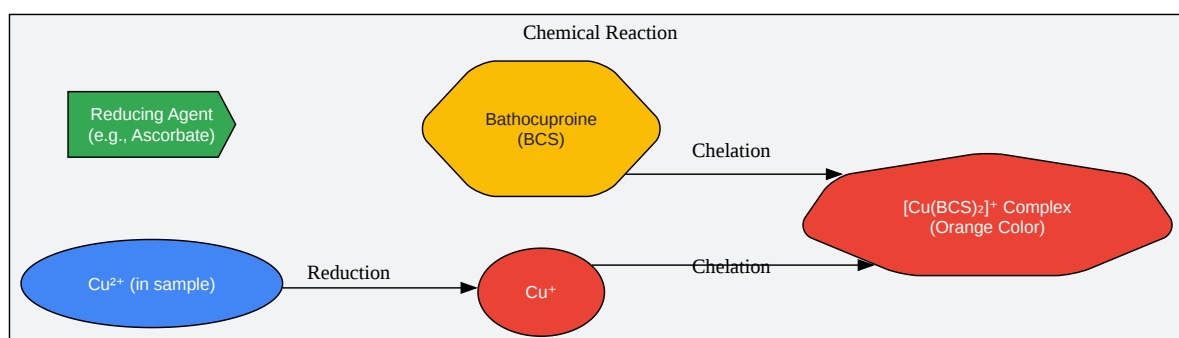 Chemical Reaction
Reducing Agent
(e.g., Ascorbate)
Bathocuproine
(BCS)
Chelation
[Cu(BCS)₂]⁺ Complex
(Orange Color)
Cu²⁺ (in sample)
Reduction
Cu⁺
Chelation